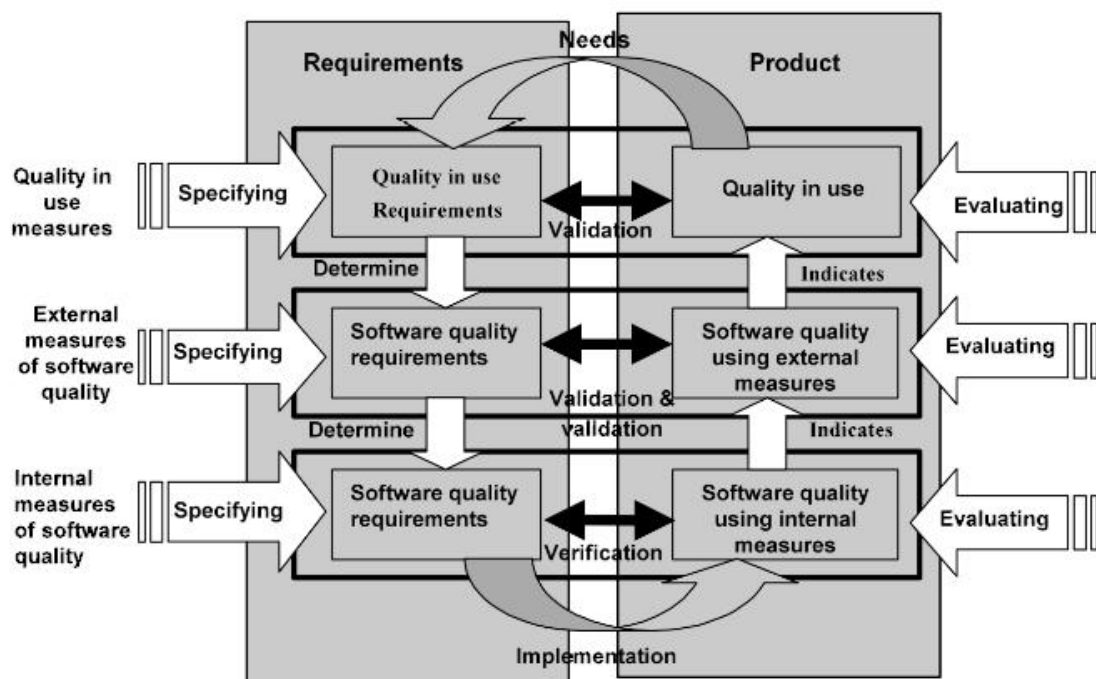 Needs
Requirements
Product
Quality in
use
measures
Specifying
Quality in use
Requirements
Validation
Quality in use
Evaluating
Determine
Indicates
External
measures
of software
quality
Specifying
Software quality
requirements
Validation &
validation
Software quality
using external
measures
Evaluating
Determine
Indicates
Internal
measures
of software
quality
Specifying
Software quality
requirements
Verification
Software quality
using internal
measures
Evaluating
Implementation